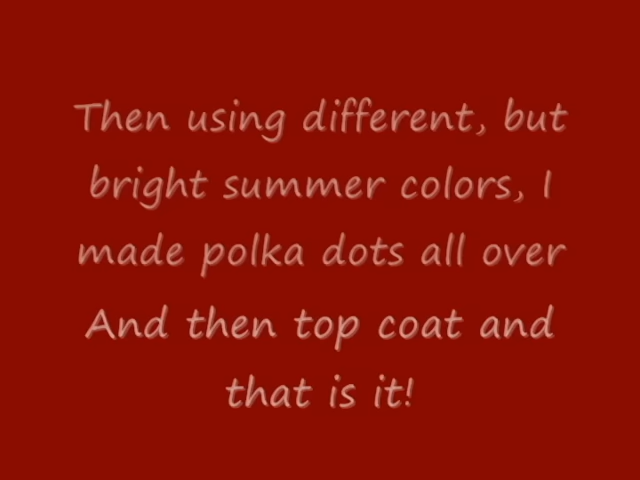 Then using different, but
bright summer colors, I
made polka dots all over
And then top coat and
that is it!